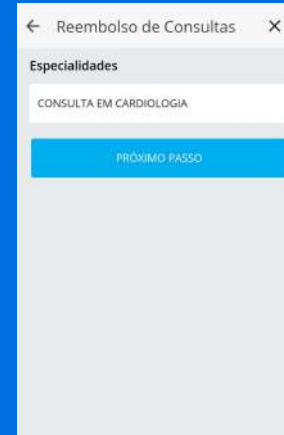 Reembolso de Consultas
Especialidades
CONSULTA EM CARDIOLOGIA
PRÓXIMO PASSO